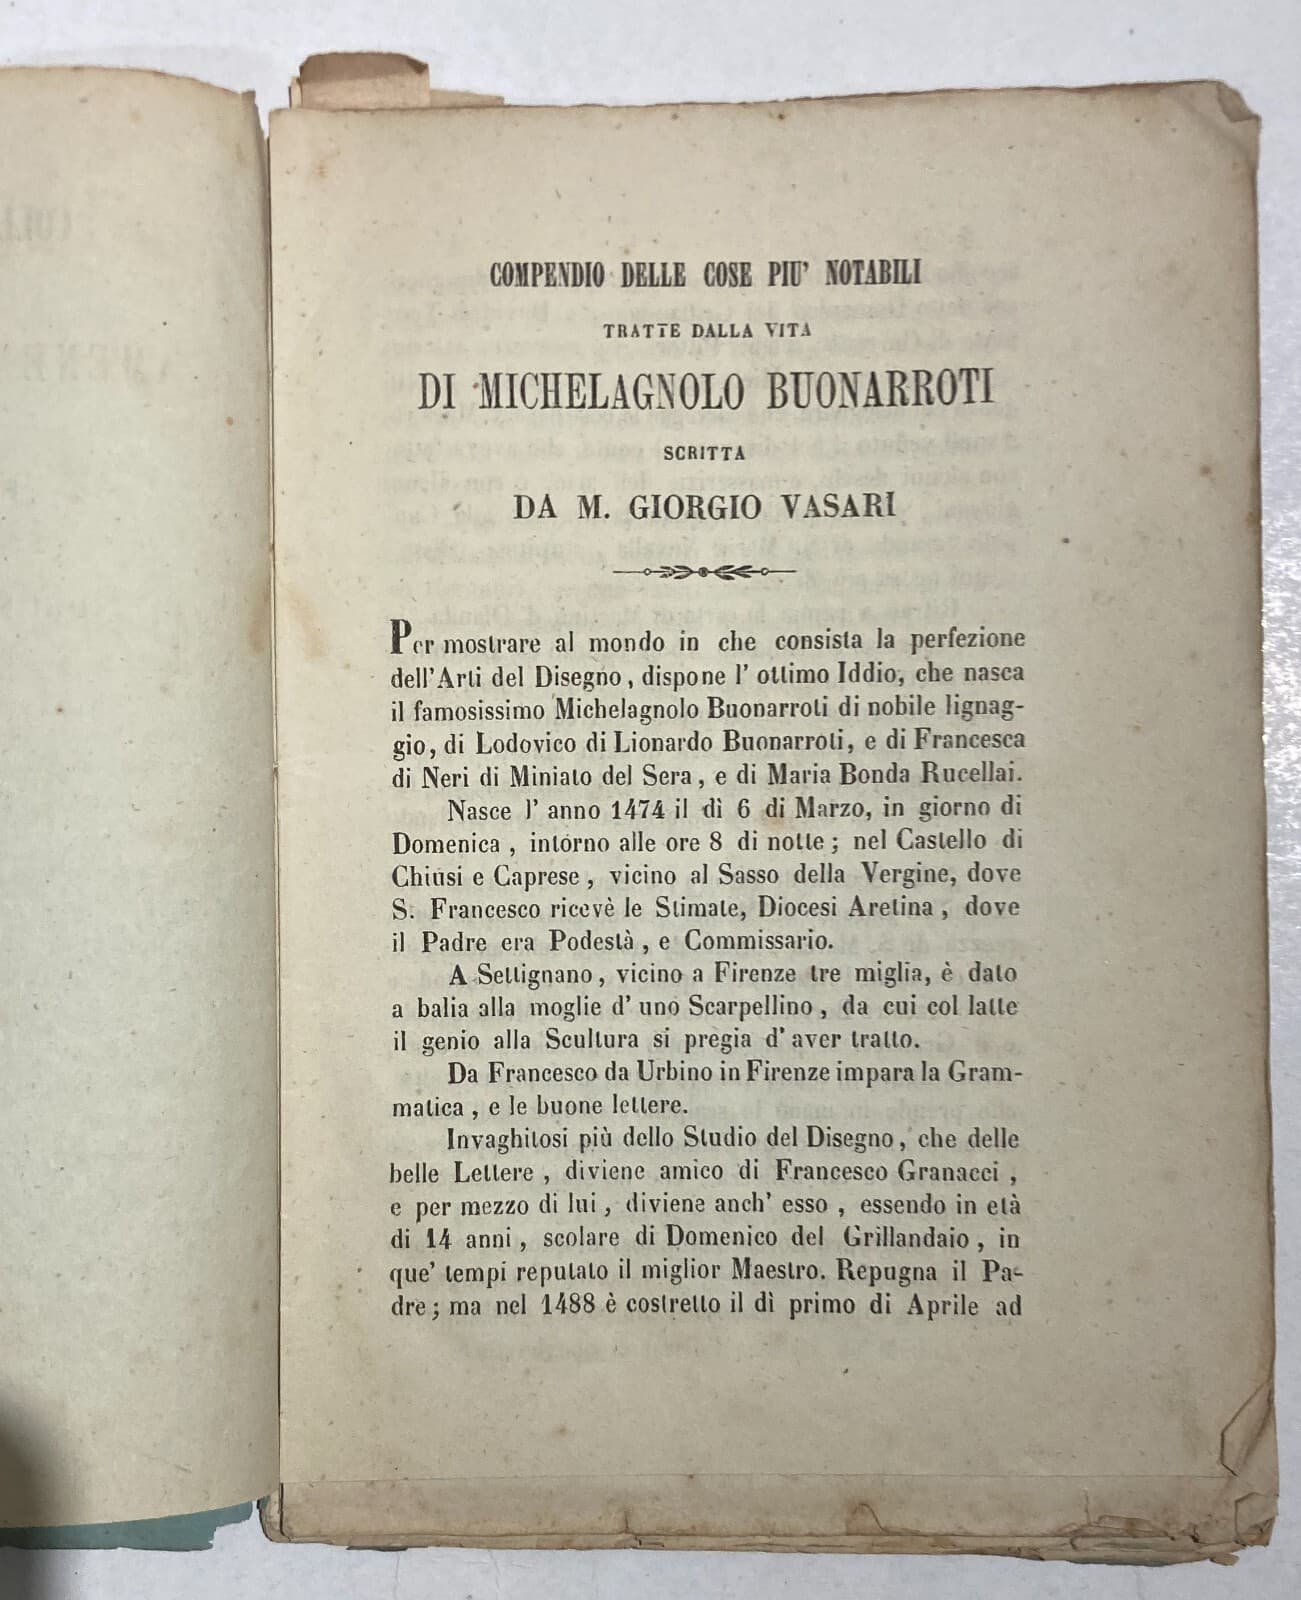 COMPENDIO DELLE COSE PIU' NOTABILI
TRATTE DALLA VITA
DI MICHELAGNOLO BUONARROTI
SCRITTA
DA M. GIORGIO VASARI
Per mostrare al mondo in che consista la perfezione
dell'Arti del Disegno, dispone l' ottimo Iddio, che nasca
il famosissimo Michelagnolo Buonarroti di nobile lignag-
gio, di Lodovico di Lionardo Buonarroti, e di Francesca
di Neri di Miniato del Sera, e di Maria Bonda Rucellai.
Nasce l' anno 1474 il dì 6 di Marzo, in giorno di
Domenica, intorno alle ore 8 di notte; nel Castello di
Chiusi e Caprese, vicino al Sasso della Vergine, dove
S. Francesco ricevè le Stimate, Diocesi Aretina, dove
il Padre era Podestà, e Commissario.
A Settignano, vicino a Firenze tre miglia, è dato
a balia alla moglie d' uno Scarpellino, da cui col latte
il genio alla Scultura si pregia d' aver tratto.
Da Francesco da Urbino in Firenze impara la Gram-
matica, e le buone lettere.
Invaghitosi più dello Studio del Disegno, che delle
belle Lettere, diviene amico di Francesco Granacci,
e per mezzo di lui, diviene anch' esso, essendo in età
di 14 anni, scolare di Domenico del Grillandaio, in
que' tempi reputato il miglior Maestro. Repugna il Pa-
dre; ma nel 1488 è costretto il dì primo di Aprile ad